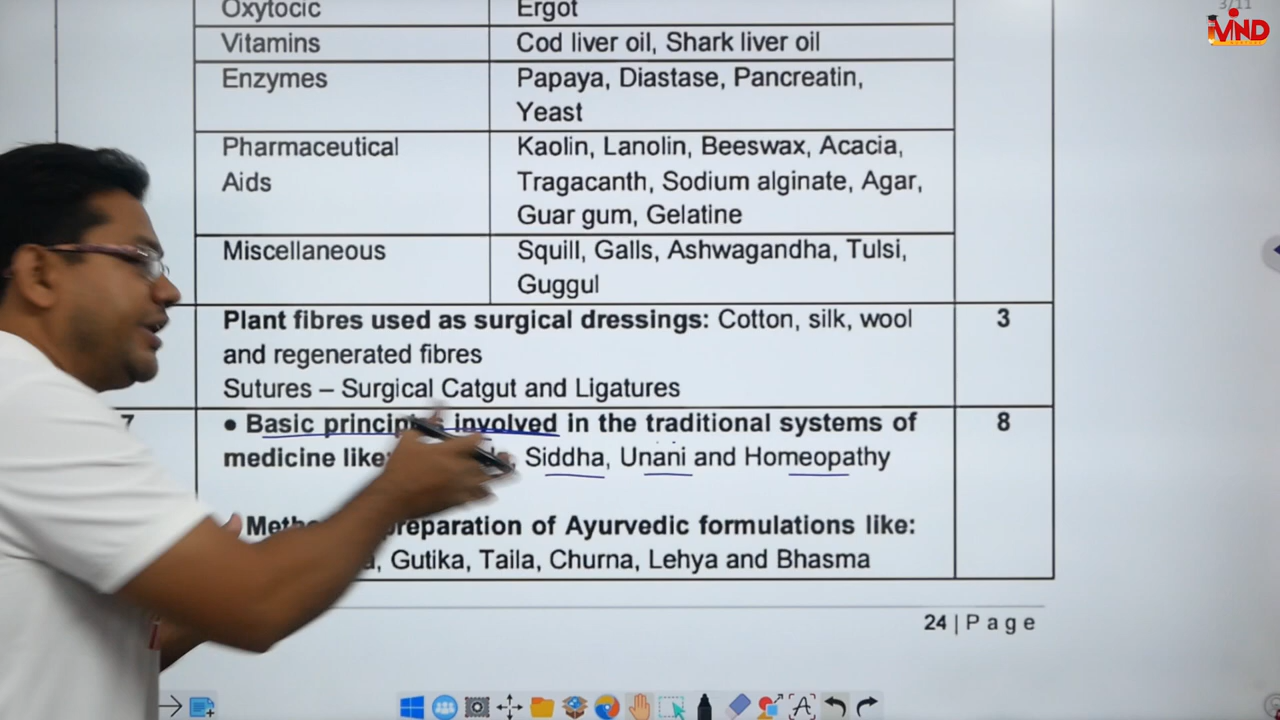 3/11
iVIND
Oxytocic Ergot
Vitamins Cod liver oil, Shark liver oil
Enzymes Papaya, Diastase, Pancreatin,
Yeast
Pharmaceutical Kaolin, Lanolin, Beeswax, Acacia,
Aids Tragacanth, Sodium alginate, Agar,
Guar gum, Gelatine
Miscellaneous Squill, Galls, Ashwagandha, Tulsi,
Guggul
Plant fibres used as surgical dressings: Cotton, silk, wool 3
and regenerated fibres
Sutures – Surgical Catgut and Ligatures
7 • Basic involved in the traditional systems of 8
medicine like: Siddha, Unani and Homeopathy
preparation of Ayurvedic formulations like:
Gutika, Taila, Churna, Lehya and Bhasma
24 | P a g e